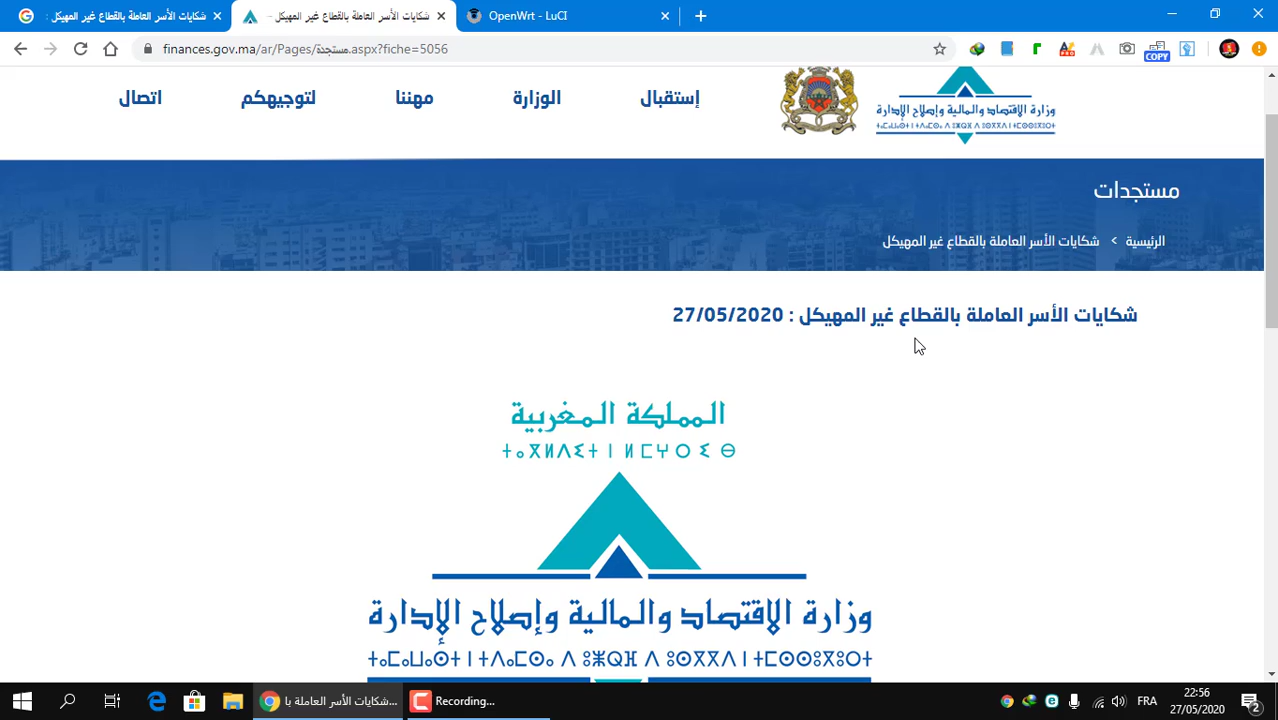 شكايات الأسر العاملة بالقطاع غير المهيكل :
شكايات الأسر العاملة بالقطاع غير المهيكل -
OpenWrt - LuCI
finances.gov.ma/ar/Pages/مستجدة.aspx?fiche=5056
COPY
إستقبال
الوزارة
مهننا
لتوجيهكم
اتصال
وزارة الاقتصاد والمالية وإصلاح الإدارة
مستجدات
الرئيسية > شكايات الأسر العاملة بالقطاع غير المهيكل
شكايات الأسر العاملة بالقطاع غير المهيكل : 27/05/2020
المملكة المغربية
ⵜⴰⴳⵍⴷⵉⵜ ⵏ ⵍⵎⵖⵔⵉⴱ
وزارة الاقتصاد والمالية وإصلاح الإدارة
شكايات الأسر العاملة با...
Recording...
FRA
22:56
27/05/2020
2